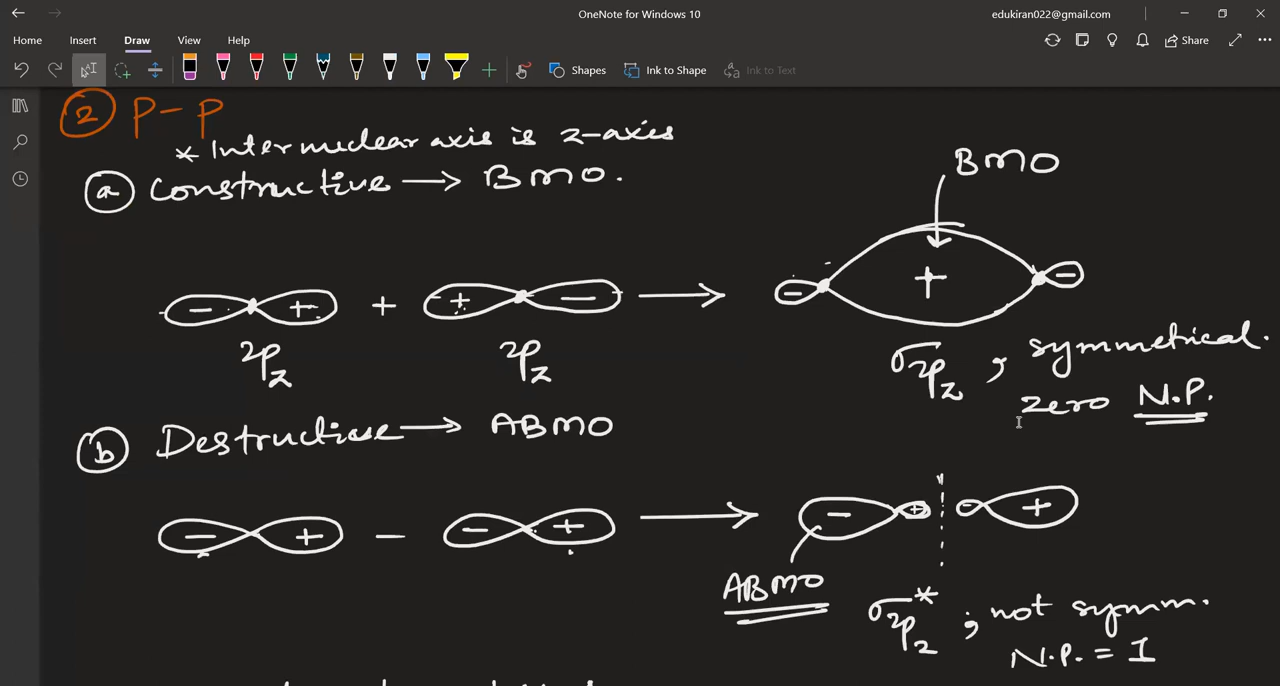 OneNote for Windows 10
edukiran022@gmail.com
Home Insert Draw View Help
Share
Shapes Ink to Shape Ink to Text
② P - P
* Internuclear axis is z-axis
ⓐ Constructive → BMO.
BMO
- + + + - → - + -
2pz 2pz σ2pz , symmetrical.
zero N.P.
ⓑ Destructive → ABMO
- + - - + → - + - +
ABMO
σ*2pz ; not symm.
N.P. = 1